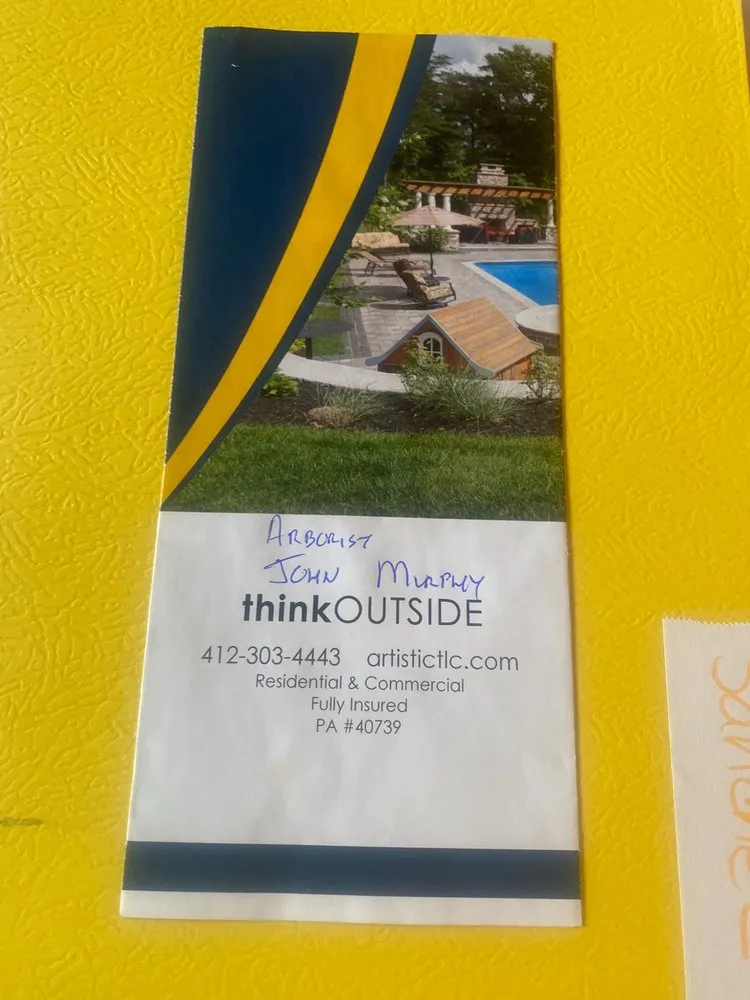 ARBORIST
JOHN MURPHY
thinkOUTSIDE
412-303-4443 artistictlc.com
Residential & Commercial
Fully Insured
PA #40739